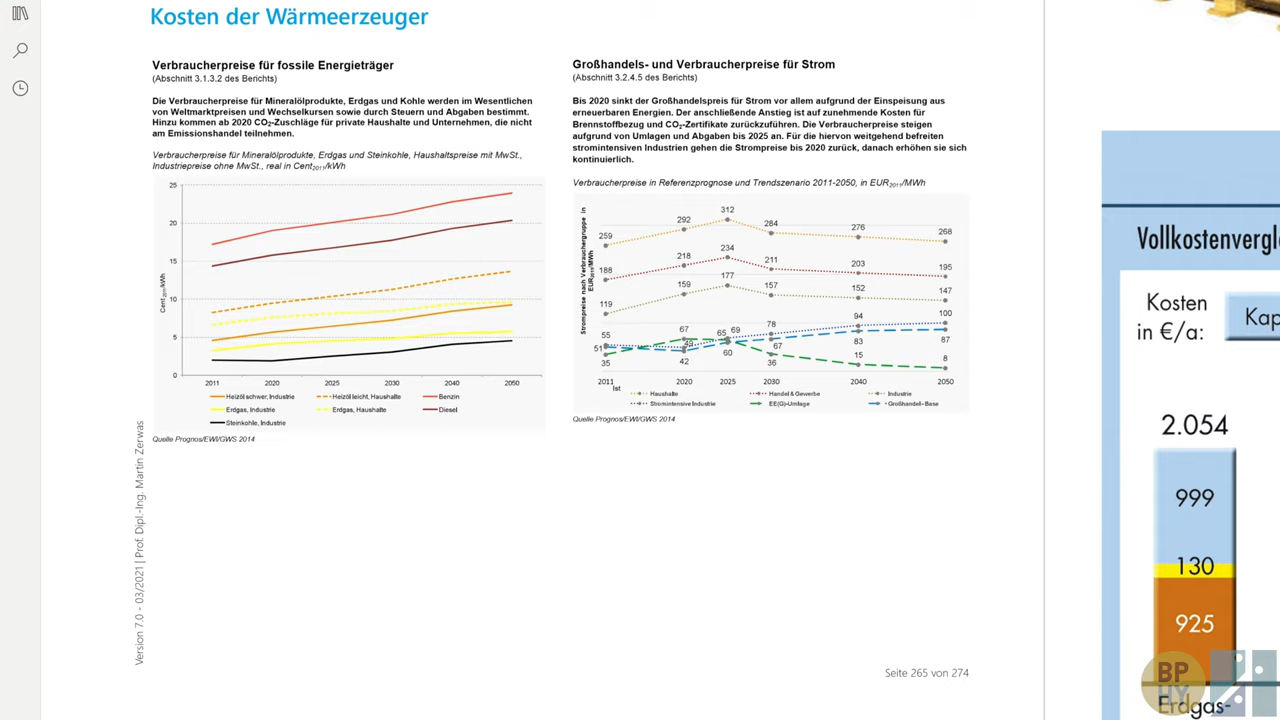 Kosten der Wärmeerzeuger
Verbraucherpreise für fossile Energieträger
(Abschnitt 3.1.3.2 des Berichts)
Die Verbraucherpreise für Mineralölprodukte, Erdgas und Kohle werden im Wesentlichen
von Weltmarktpreisen und Wechselkursen sowie durch Steuern und Abgaben bestimmt.
Hinzu kommen ab 2020 CO2-Zuschläge für private Haushalte und Unternehmen, die nicht
am Emissionshandel teilnehmen.
Verbraucherpreise für Mineralölprodukte, Erdgas und Steinkohle, Haushaltspreise mit MwSt.,
Industriepreise ohne MwSt., real in Cent2011/kWh
25
20
15
10
5
0
Cent 2011/kWh
2011 2020 2025 2030 2040 2050
Heizöl schwer, Industrie Heizöl leicht, Haushalte Benzin
Erdgas, Industrie Erdgas, Haushalte Diesel
Steinkohle, Industrie
Quelle Prognos/EWI/GWS 2014
Großhandels- und Verbraucherpreise für Strom
(Abschnitt 3.2.4.5 des Berichts)
Bis 2020 sinkt der Großhandelspreis für Strom vor allem aufgrund der Einspeisung aus
erneuerbaren Energien. Der anschließende Anstieg ist auf zunehmende Kosten für
Brennstoffbezug und CO2-Zertifikate zurückzuführen. Die Verbraucherpreise steigen
aufgrund von Umlagen und Abgaben bis 2025 an. Für die hiervon weitgehend befreiten
stromintensiven Industrien gehen die Strompreise bis 2020 zurück, danach erhöhen sie sich
kontinuierlich.
Verbraucherpreise in Referenzprognose und Trendszenario 2011-2050, in EUR2011/MWh
Strompreise nach Verbrauchergruppe in
EUR2011/MWh
259 292 312 284 276 268
188 218 234 211 203 195
119 159 177 157 152 147
55 67 65 69 78 94 100
51 49 60 67 83 87
35 42 36 15 8
2011 2020 2025 2030 2040 2050
Ist
Haushalte Handel & Gewerbe Industrie
Stromintensive Industrie EE(G)-Umlage Großhandel - Base
Quelle Prognos/EWI/GWS 2014
Version 7.0 - 03/2021 | Prof. Dipl.-Ing. Martin Zerwas
Seite 265 von 274
Vollkostenvergle
Kosten
in €/a:
Kap
2.054
999
130
925
Erdgas-
BP
HY